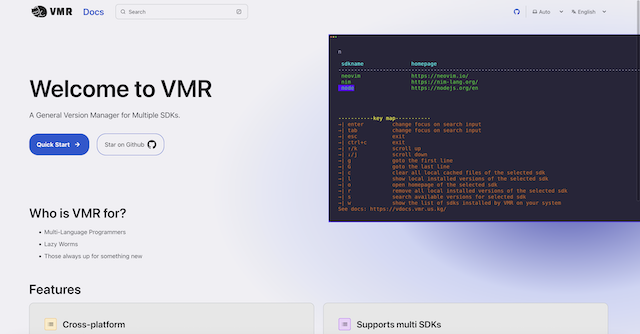 VMR Docs Search Auto English
Welcome to VMR
A General Version Manager for Multiple SDKs.
Quick Start → Star on Github
Who is VMR for?
Multi-Language Programmers
Lazy Worms
Those always up for something new
n
sdkname homepage
neovim https://neovim.io/
nim https://nim-lang.org/
node https://nodejs.org/en
-----------key map-----------
→| enter change focus on search input
→| tab change focus on search input
→| esc exit
→| ctrl+c exit
→| ↑/k scroll up
→| ↓/j scroll down
→| g goto the first line
→| G goto the last line
→| c clear all local cached files of the selected sdk
→| l show local installed versions of the selected sdk
→| o open homepage of the selected sdk
→| r remove all local installed versions of the selected sdk
→| s search available versions for selected sdk
→| w show the list of sdks installed by VMR on your system
See docs: https://vdocs.vmr.us.kg/
Features
Cross-platform
Supports multi SDKs